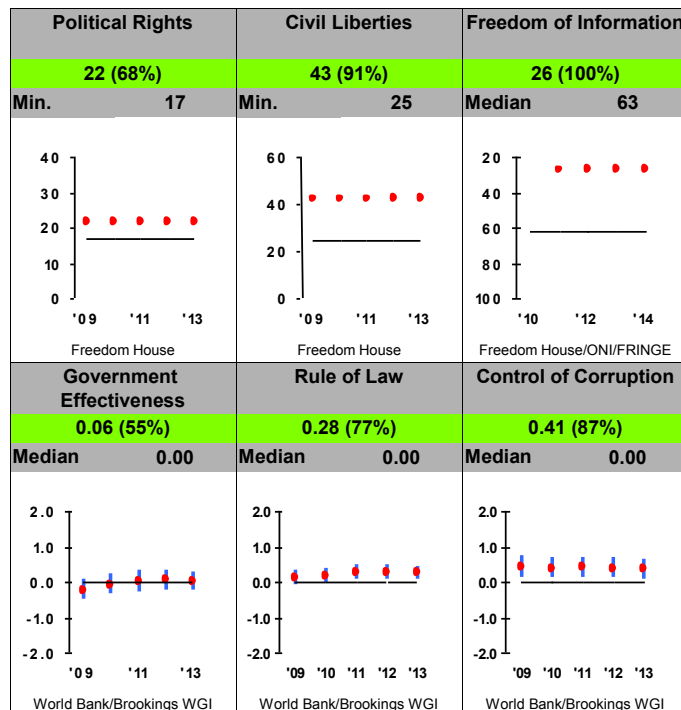 Political Rights
22 (68%)
Min. 17
40
30
20
10
0
'09 '11 '13
Freedom House
Civil Liberties
43 (91%)
Min. 25
60
40
20
0
'09 '11 '13
Freedom House
Freedom of Information
26 (100%)
Median 63
20
40
60
80
100
'10 '12 '14
Freedom House/ONI/FRINGE
Government
Effectiveness
0.06 (55%)
Median 0.00
2.0
1.0
0.0
-1.0
-2.0
'09 '11 '13
World Bank/Brookings WGI
Rule of Law
0.28 (77%)
Median 0.00
2.0
1.0
0.0
-1.0
-2.0
'09 '10 '11 '12 '13
World Bank/Brookings WGI
Control of Corruption
0.41 (87%)
Median 0.00
2.0
1.0
0.0
-1.0
-2.0
'09 '10 '11 '12 '13
World Bank/Brookings WGI